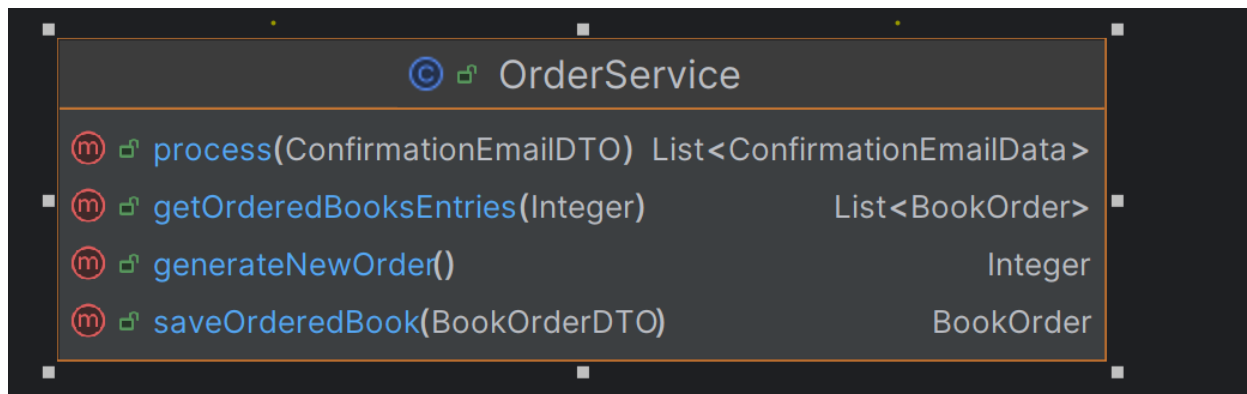 OrderService
process(ConfirmationEmailDTO) List<ConfirmationEmailData>
getOrderedBooksEntries(Integer) List<BookOrder>
generateNewOrder() Integer
saveOrderedBook(BookOrderDTO) BookOrder